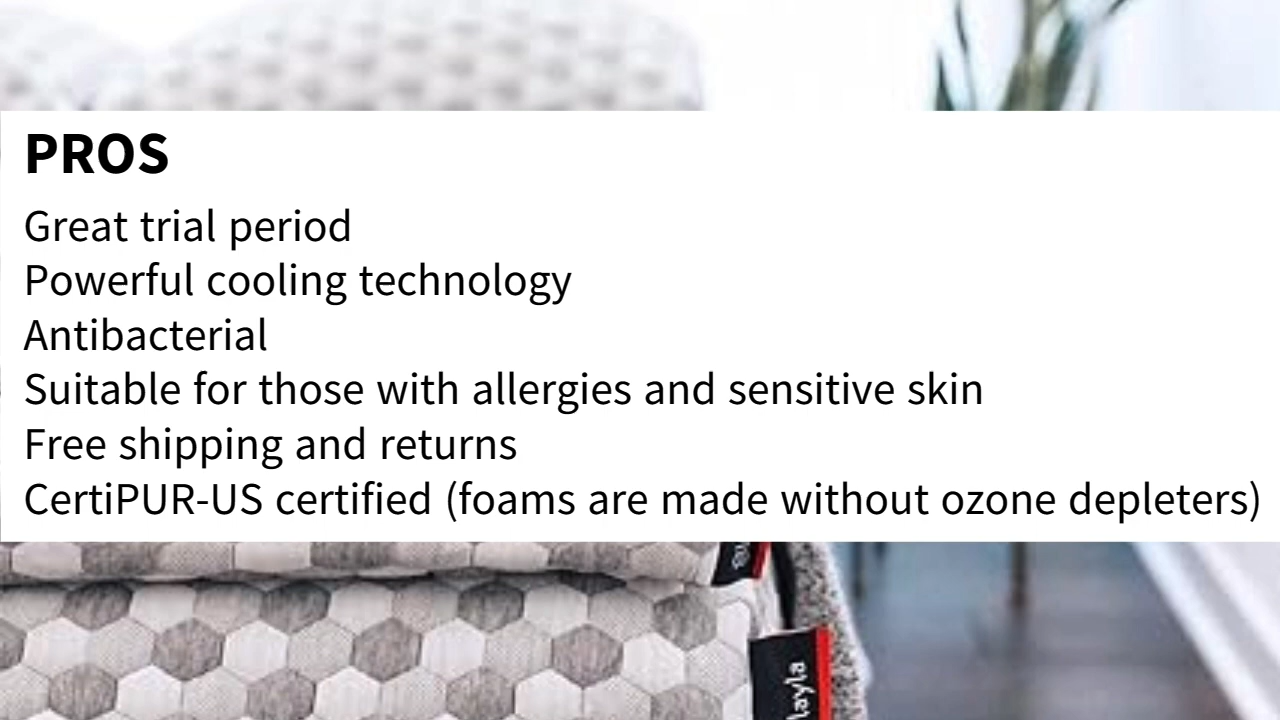 PROS
Great trial period
Powerful cooling technology
Antibacterial
Suitable for those with allergies and sensitive skin
Free shipping and returns
CertiPUR-US certified (foams are made without ozone depleters)
layla